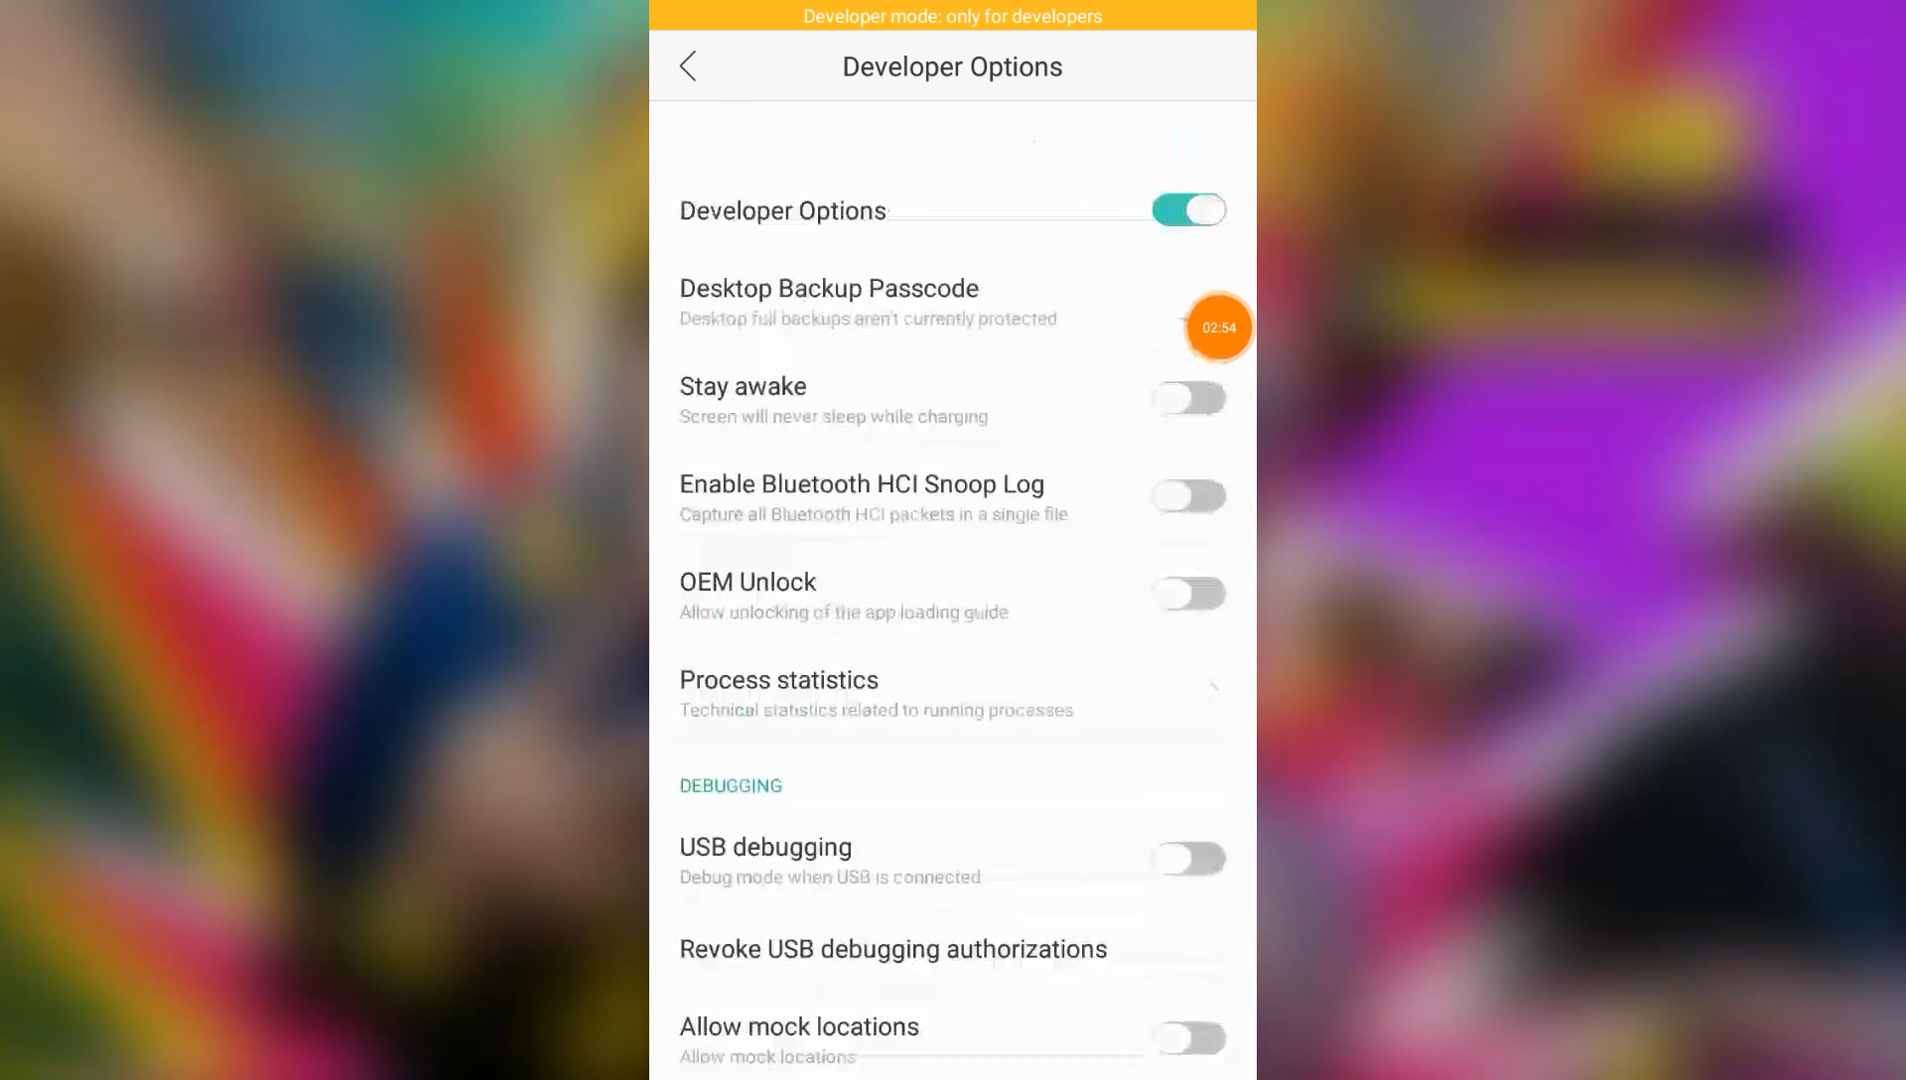 Developer mode: only for developers
Developer Options
Developer Options
Desktop Backup Passcode
Desktop full backups aren't currently protected
02:54
Stay awake
Screen will never sleep while charging
Enable Bluetooth HCI Snoop Log
Capture all Bluetooth HCI packets in a single file
OEM Unlock
Allow unlocking of the app loading guide
Process statistics
Technical statistics related to running processes
DEBUGGING
USB debugging
Debug mode when USB is connected
Revoke USB debugging authorizations
Allow mock locations
Allow mock locations